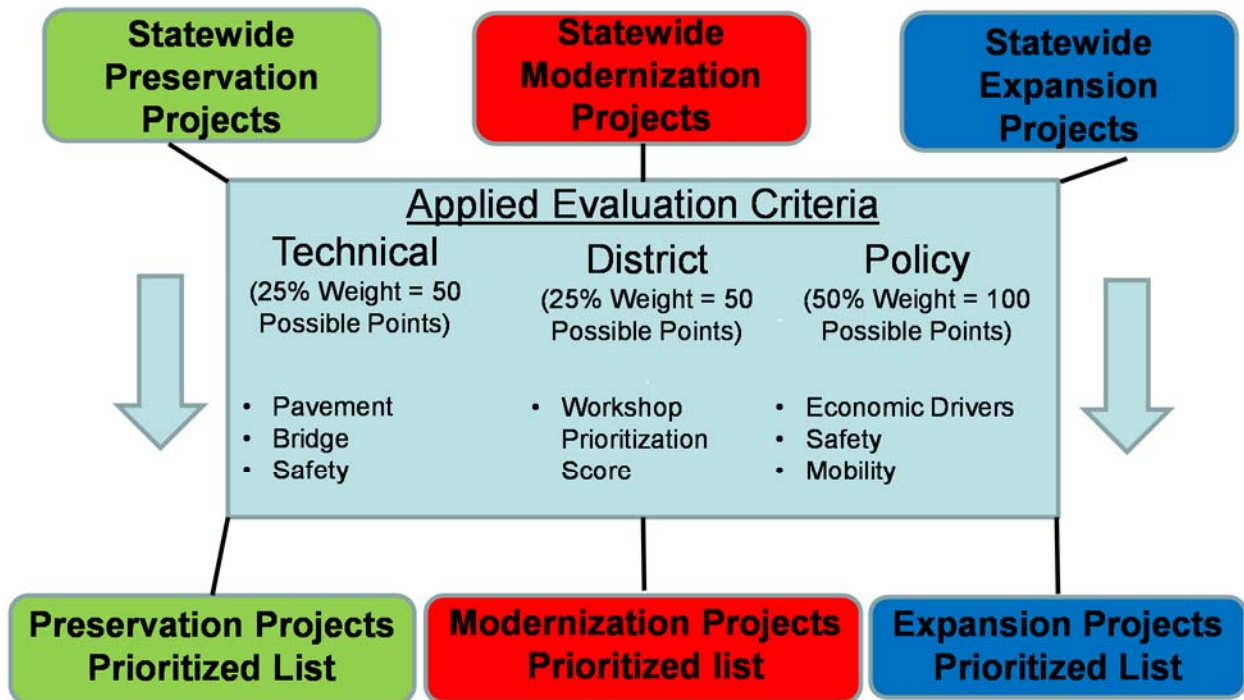 Statewide
Preservation
Projects
Statewide
Modernization
Projects
Statewide
Expansion
Projects
Applied Evaluation Criteria
Technical
(25% Weight = 50
Possible Points)
• Pavement
• Bridge
• Safety
District
(25% Weight = 50
Possible Points)
• Workshop
Prioritization
Score
Policy
(50% Weight = 100
Possible Points)
• Economic Drivers
• Safety
• Mobility
Preservation Projects
Prioritized List
Modernization Projects
Prioritized list
Expansion Projects
Prioritized List